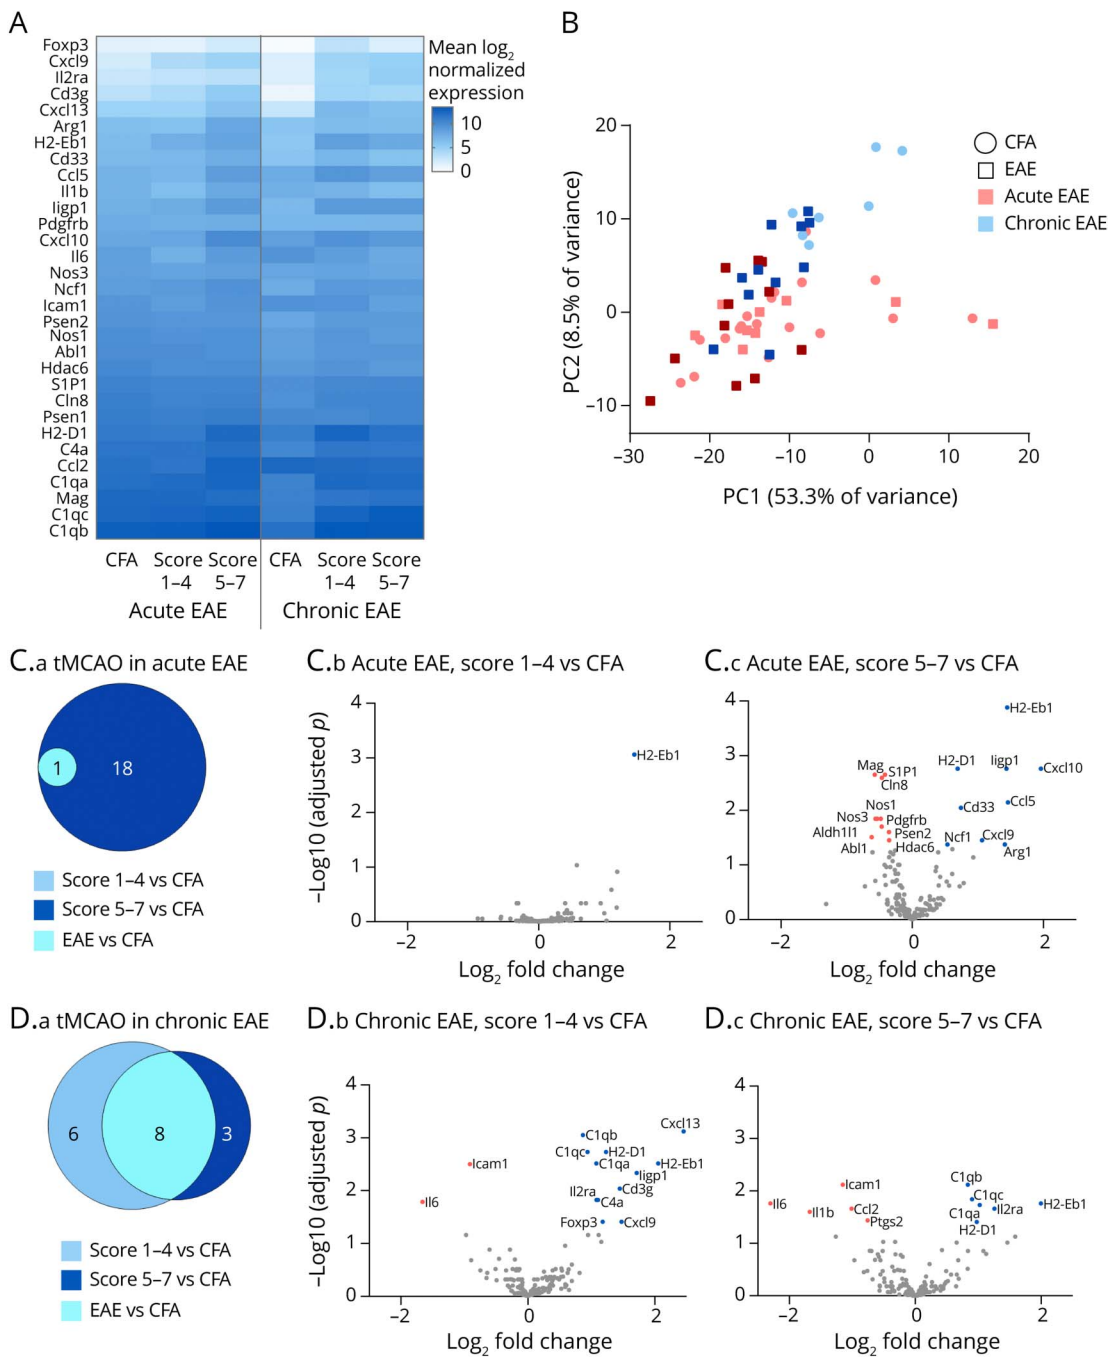 A
Foxp3
Cxcl9
Il2ra
Cd3g
Cxcl13
Arg1
H2-Eb1
Cd33
Ccl5
Il1b
Iigp1
Pdgfrb
Cxcl10
Il6
Nos3
Ncf1
Icam1
Psen2
Nos1
Abl1
Hdac6
S1P1
Cln8
Psen1
H2-D1
C4a
Ccl2
C1qa
Mag
C1qc
C1qb
CFA Score 1–4 Score 5–7 CFA Score 1–4 Score 5–7
Acute EAE Chronic EAE
Mean log2
normalized
expression
10
5
0
B
20
10
0
–10
–30 –20 –10 0 10 20
PC2 (8.5% of variance)
PC1 (53.3% of variance)
CFA
EAE
Acute EAE
Chronic EAE
C.a tMCAO in acute EAE
1 18
Score 1–4 vs CFA
Score 5–7 vs CFA
EAE vs CFA
C.b Acute EAE, score 1–4 vs CFA
–Log10 (adjusted p)
4
3
2
1
0
–2 0 2
Log2 fold change
H2-Eb1
C.c Acute EAE, score 5–7 vs CFA
4
3
2
1
0
–2 0 2
Log2 fold change
H2-Eb1
H2-D1 Iigp1
Cxcl10
Mag
S1P1
Cln8
Cd33 Ccl5
Nos1
Nos3 Pdgfrb
Aldh1l1 Psen2 Ncf1 Cxcl9
Abl1 Hdac6 Arg1
D.a tMCAO in chronic EAE
6 8 3
Score 1–4 vs CFA
Score 5–7 vs CFA
EAE vs CFA
D.b Chronic EAE, score 1–4 vs CFA
–Log10 (adjusted p)
4
3
2
1
0
–2 0 2
Log2 fold change
Cxcl13
C1qb
C1qc H2-D1
Icam1 C1qa H2-Eb1
Iigp1
Il2ra Cd3g
Il6 C4a
Foxp3 Cxcl9
D.c Chronic EAE, score 5–7 vs CFA
4
3
2
1
0
–2 0 2
Log2 fold change
C1qb
Icam1 C1qc
Il6 Il1b Ccl2 C1qa Il2ra H2-Eb1
Ptgs2 H2-D1